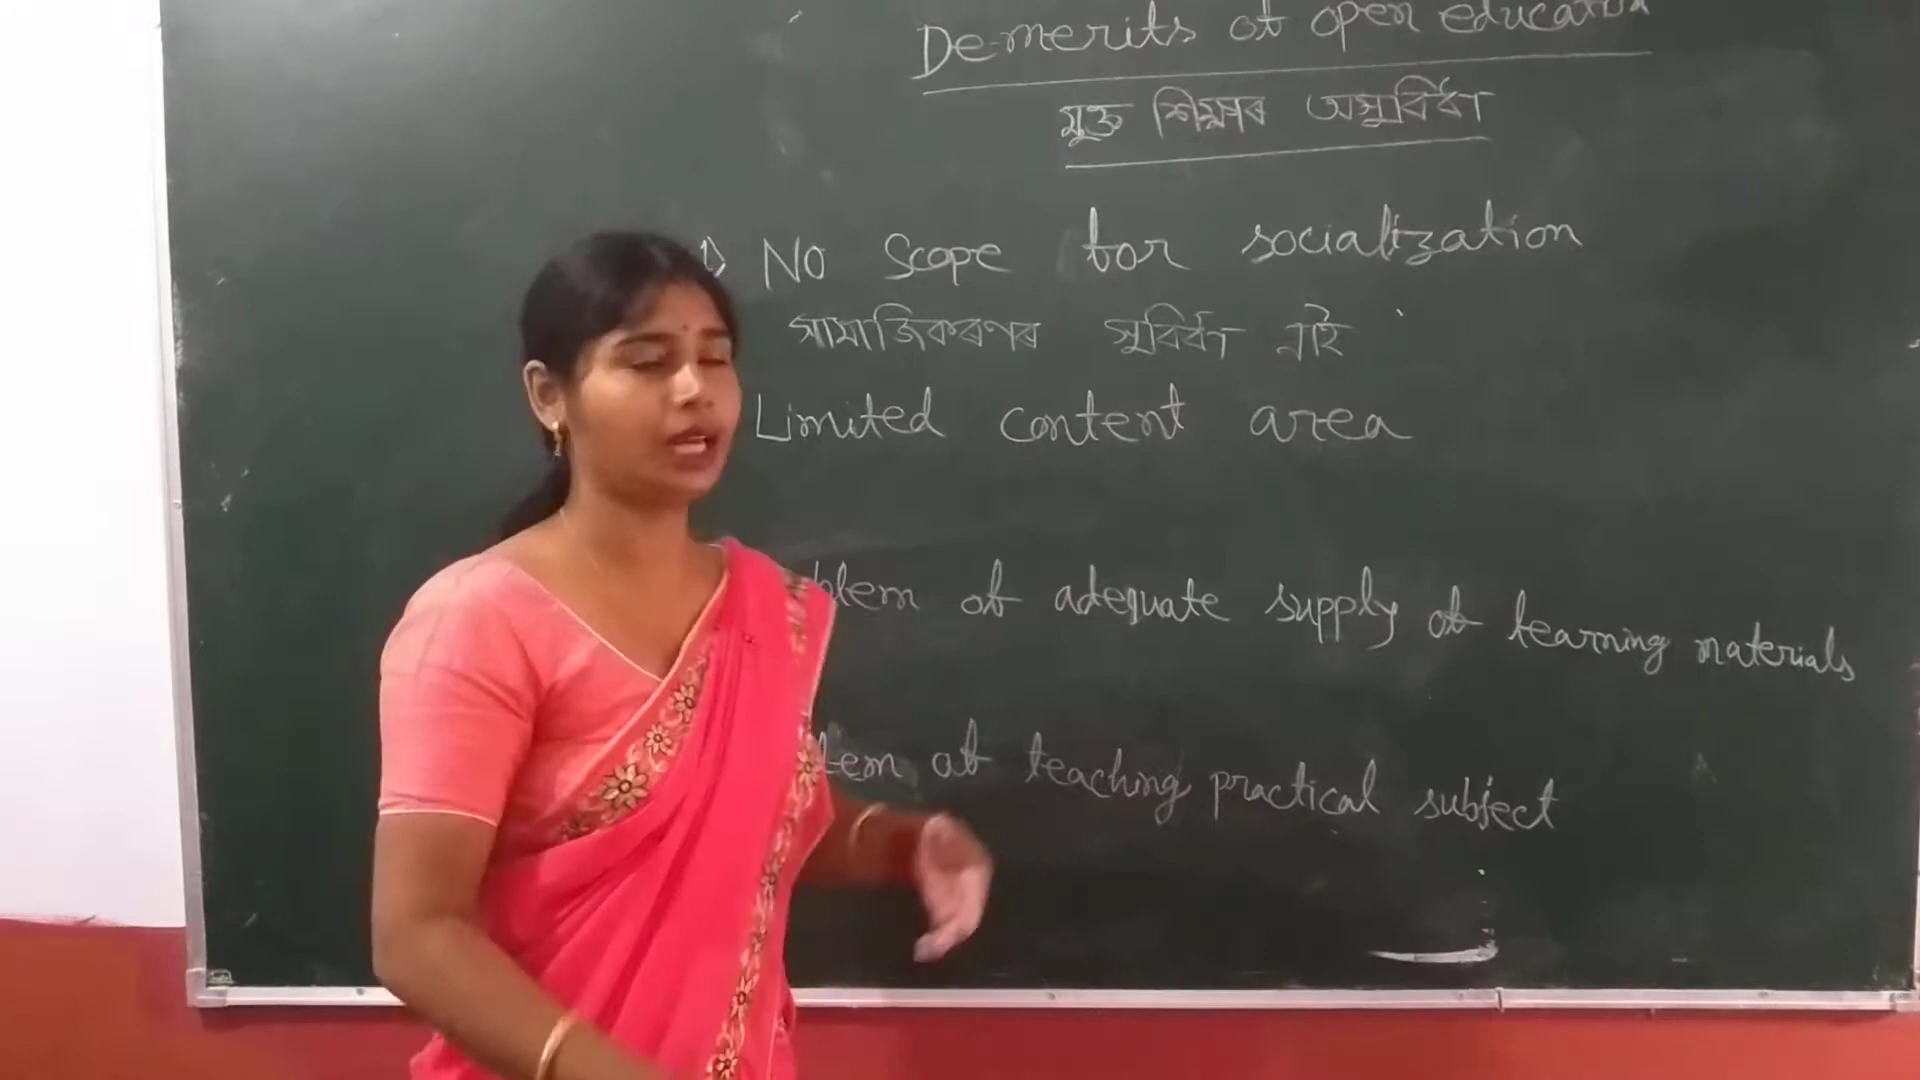 De-merits of open education
মুক্ত শিক্ষাৰ অসুবিধা
1) No scope for socialization
সামাজিকৰণৰ সুবিধা নাই
Limited content area
blem of adequate supply of learning materials
lem of teaching practical subject